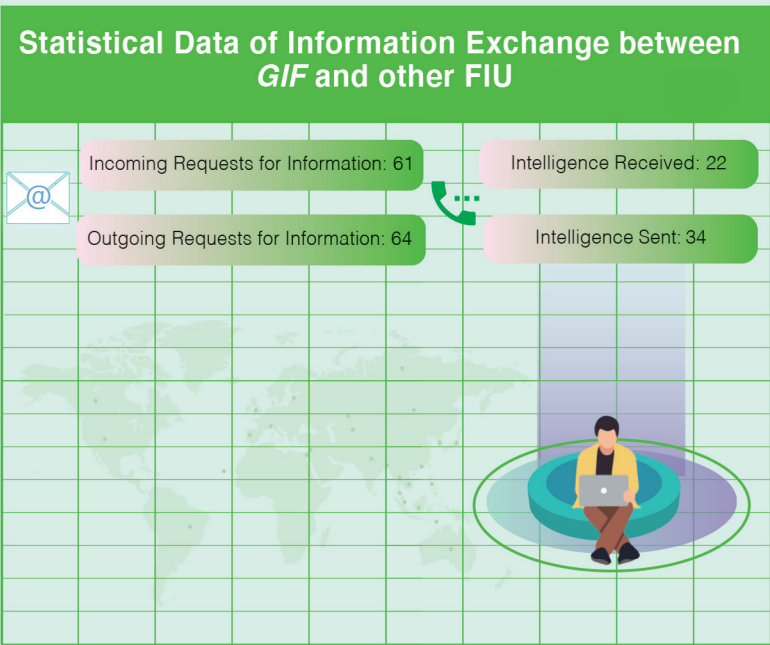 Statistical Data of Information Exchange between
GIF and other FIU
Incoming Requests for Information: 61
Intelligence Received: 22
@
Outgoing Requests for Information: 64
Intelligence Sent: 34